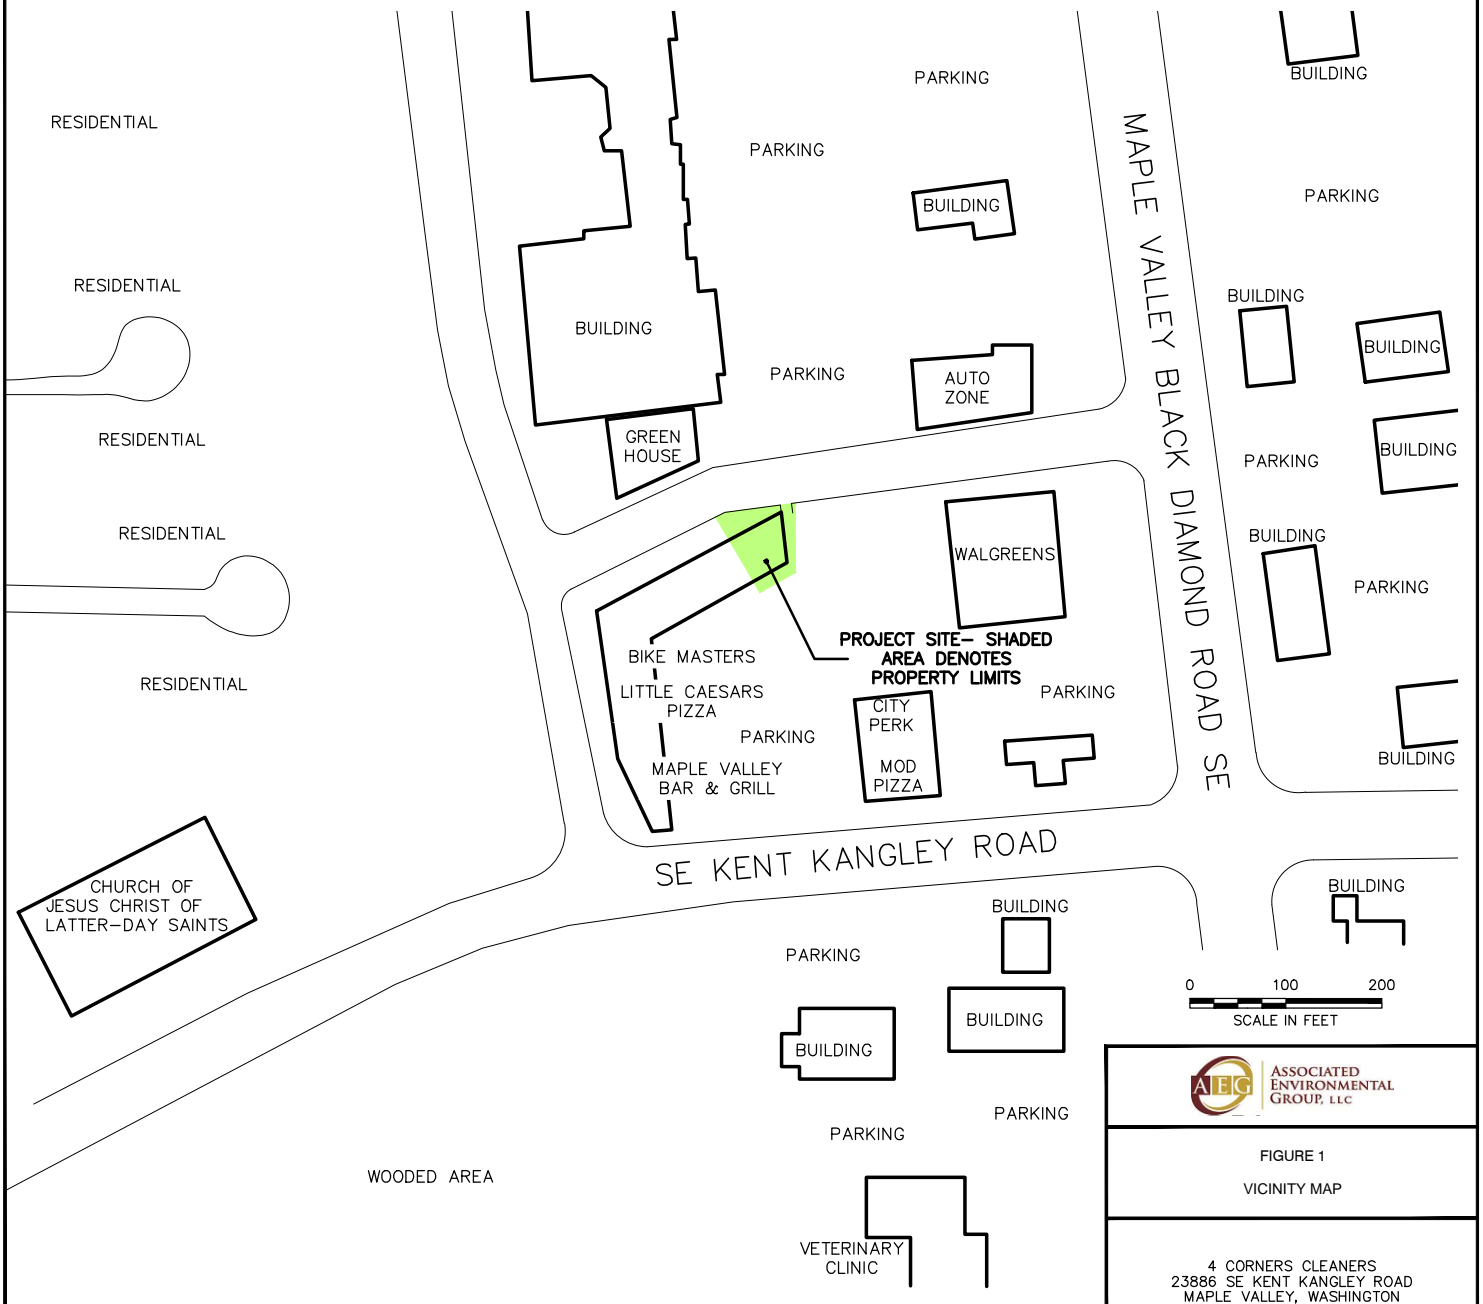 PARKING
BUILDING
RESIDENTIAL
PARKING
MAPLE VALLEY BLACK DIAMOND ROAD SE
PARKING
BUILDING
RESIDENTIAL
BUILDING
BUILDING
BUILDING
PARKING
AUTO
ZONE
RESIDENTIAL
GREEN
HOUSE
PARKING
BUILDING
RESIDENTIAL
BUILDING
WALGREENS
PARKING
PROJECT SITE– SHADED
AREA DENOTES
PROPERTY LIMITS
BIKE MASTERS
RESIDENTIAL
LITTLE CAESARS
PIZZA
PARKING
CITY
PERK
PARKING
MOD
PIZZA
MAPLE VALLEY
BAR & GRILL
BUILDING
SE KENT KANGLEY ROAD
CHURCH OF
JESUS CHRIST OF
LATTER–DAY SAINTS
BUILDING
BUILDING
PARKING
0 100 200
SCALE IN FEET
BUILDING
BUILDING
PARKING
PARKING
WOODED AREA
VETERINARY
CLINIC
AEG
ASSOCIATED
ENVIRONMENTAL
GROUP, LLC
FIGURE 1
VICINITY MAP
4 CORNERS CLEANERS
23886 SE KENT KANGLEY ROAD
MAPLE VALLEY, WASHINGTON